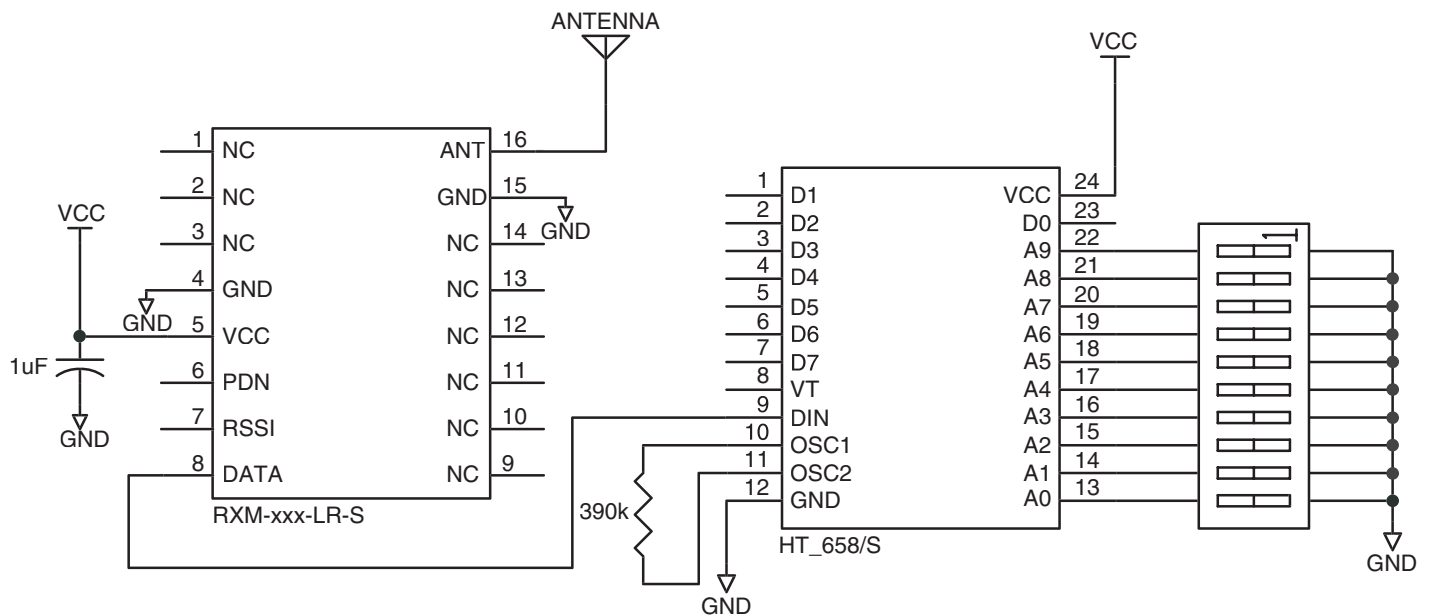 ANTENNA
VCC
1 NC
2 NC
3 NC
4 GND
5 VCC
6 PDN
7 RSSI
8 DATA
ANT 16
GND 15
NC 14
NC 13
NC 12
NC 11
NC 10
NC 9
RXM-xxx-LR-S
VCC
GND
1uF
GND
GND
390k
1 D1
2 D2
3 D3
4 D4
5 D5
6 D6
7 D7
8 VT
9 DIN
10 OSC1
11 OSC2
12 GND
VCC 24
D0 23
A9 22
A8 21
A7 20
A6 19
A5 18
A4 17
A3 16
A2 15
A1 14
A0 13
HT_658/S
GND
1
GND